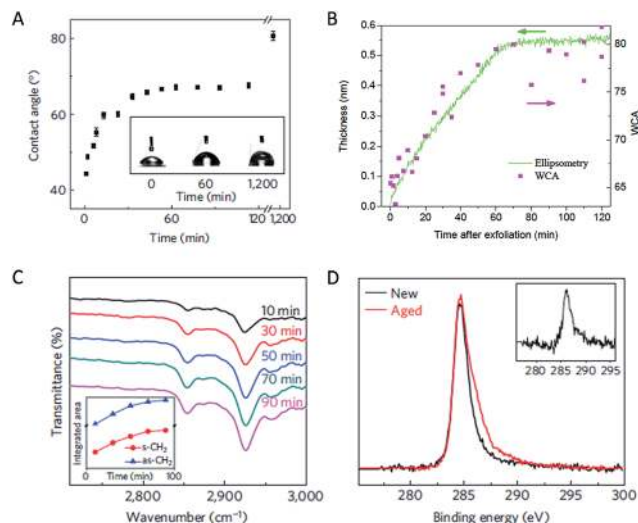 A
Contact angle (°)
80
60
40
0
60
1200
Time (min)
0
60
120
1,200
Time (min)
B
Thickness (nm)
0.6
0.5
0.4
0.3
0.2
0.1
0.0
80
75
70
65
WCA
Ellipsometry
WCA
0
20
40
60
80
100
120
Time after exfoliation (min)
C
Transmittance (%)
10 min
30 min
50 min
70 min
90 min
Integrated area
s-CH2
as-CH2
0
Time (min)
100
2,800
2,900
3,000
Wavenumber (cm⁻¹)
D
New
Aged
280
285
290
295
275
280
285
290
295
300
Binding energy (eV)